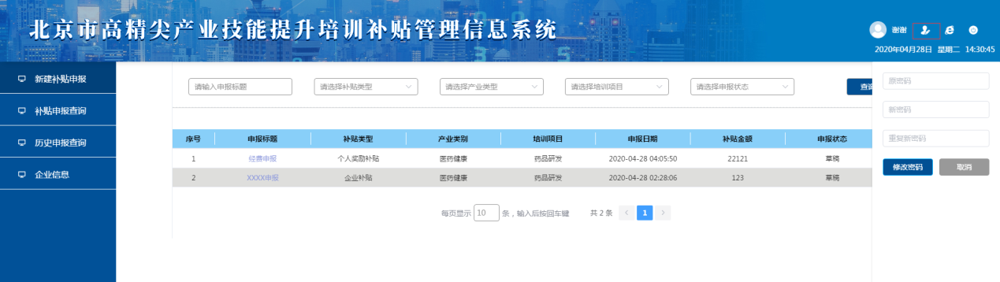 北京市高精尖产业技能提升培训补贴管理信息系统
谢谢
2020年04月28日 星期二 14:30:45
新建补贴申报
补贴申报查询
历史申报查询
企业信息
请输入申报标题 请选择补贴类型 请选择产业类型 请选择培训项目 请选择申报状态 查询
序号 申报标题 补贴类型 产业类别 培训项目 申报日期 补贴金额 申报状态
1 经费申报 个人奖励补贴 医药健康 药品研发 2020-04-28 04:05:50 22121 草稿
2 XXXX申报 企业补贴 医药健康 药品研发 2020-04-28 02:28:06 123 草稿
每页显示 10 条，输入后按回车键 共 2 条 < 1 >
原密码
新密码
重复新密码
修改密码 取消